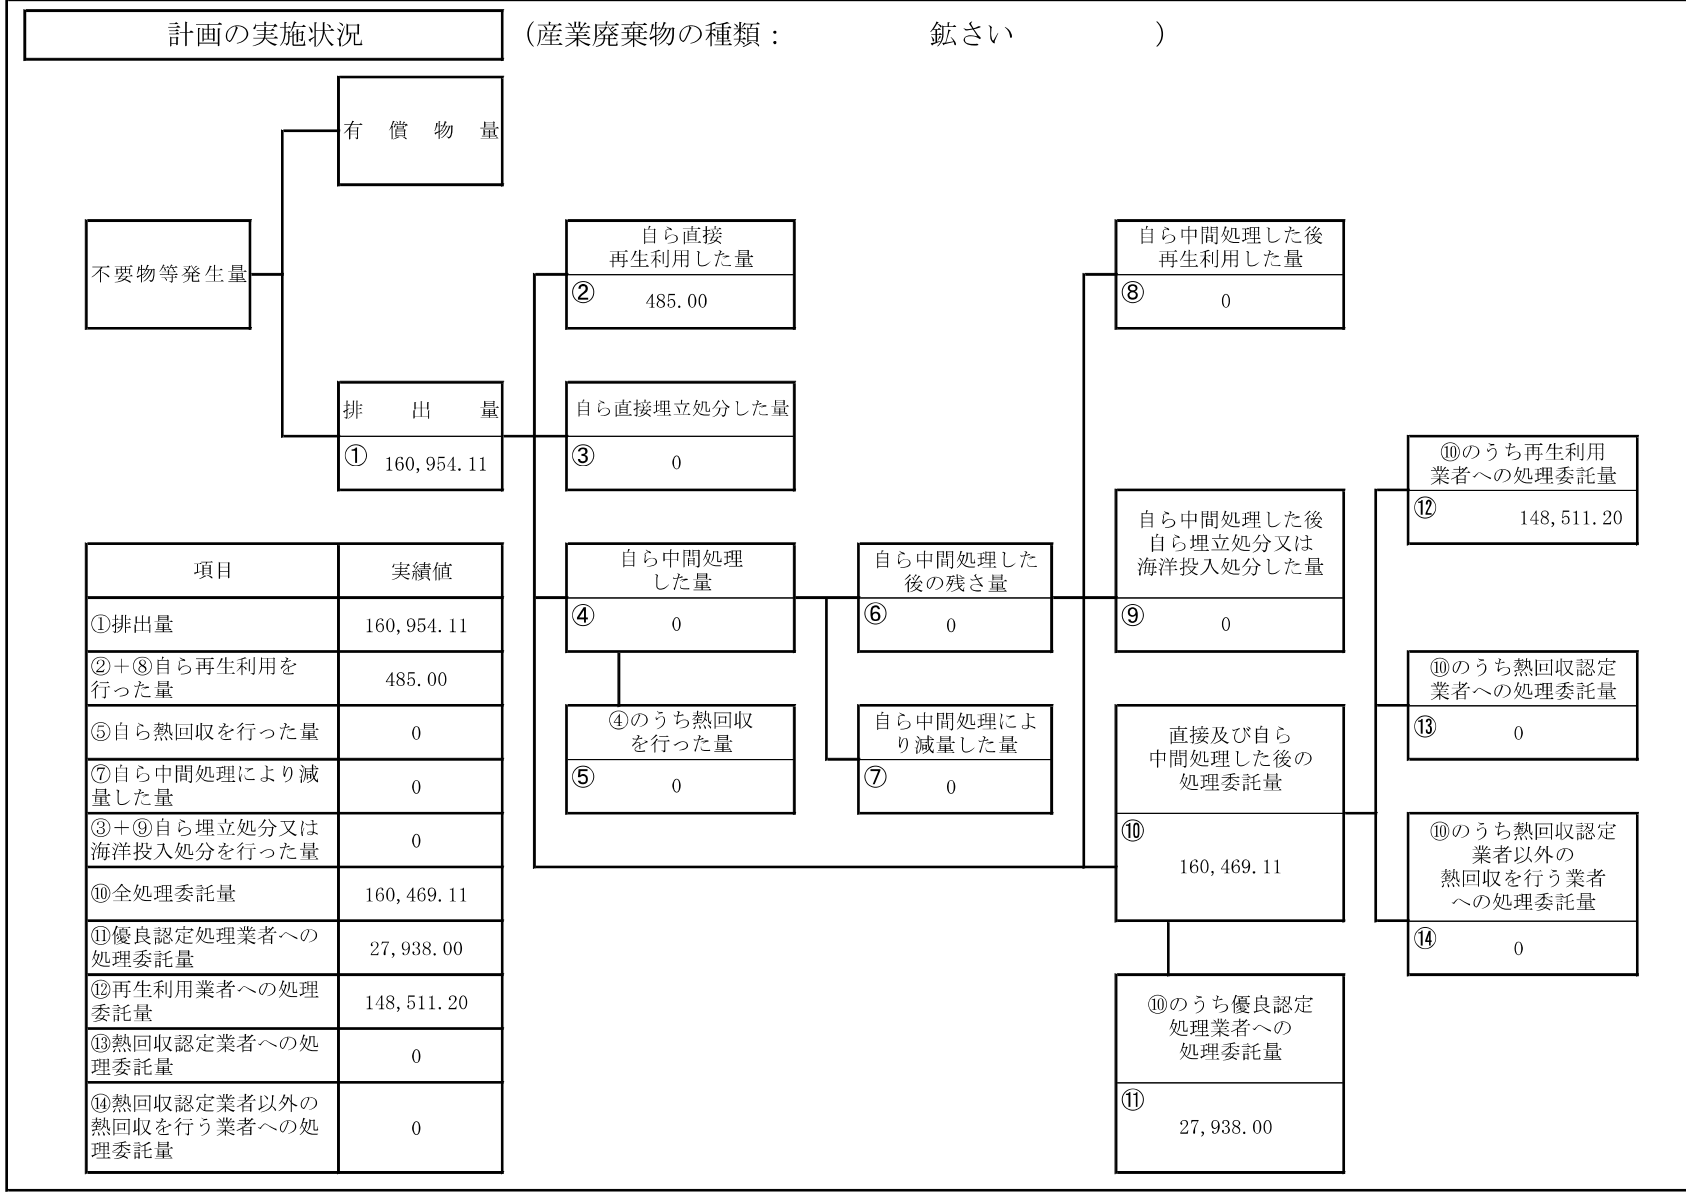 計画の実施状況
（産業廃棄物の種類： 鉱さい ）
有償物量
不要物等発生量
排出量
① 160,954.11
自ら直接
再生利用した量
② 485.00
自ら直接埋立処分した量
③ 0
自ら中間処理
した量
④ 0
④のうち熱回収
を行った量
⑤ 0
自ら中間処理した
後の残さ量
⑥ 0
自ら中間処理によ
り減量した量
⑦ 0
自ら中間処理した後
再生利用した量
⑧ 0
自ら中間処理した後
自ら埋立処分又は
海洋投入処分した量
⑨ 0
直接及び自ら
中間処理した後の
処理委託量
⑩
160,469.11
⑩のうち優良認定
処理業者への
処理委託量
⑪
27,938.00
⑩のうち再生利用
業者への処理委託量
⑫ 148,511.20
⑩のうち熱回収認定
業者への処理委託量
⑬ 0
⑩のうち熱回収認定
業者以外の
熱回収を行う業者
への処理委託量
⑭ 0
項目 実績値
①排出量 160,954.11
②＋⑧自ら再生利用を
行った量 485.00
⑤自ら熱回収を行った量 0
⑦自ら中間処理により減
量した量 0
③＋⑨自ら埋立処分又は
海洋投入処分を行った量 0
⑩全処理委託量 160,469.11
⑪優良認定処理業者への
処理委託量 27,938.00
⑫再生利用業者への処理
委託量 148,511.20
⑬熱回収認定業者への処
理委託量 0
⑭熱回収認定業者以外の
熱回収を行う業者への処
理委託量 0